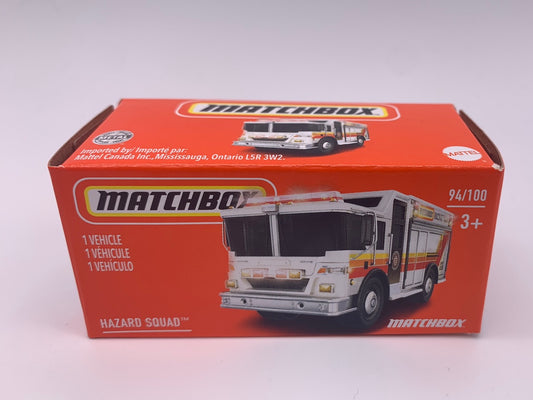 MATCHBOX
METAL
Imported by/ Importé par:
Mattel Canada Inc., Mississauga, Ontario L5R 3W2.
MATTEL
MATCHBOX
94/100
3+
1 VEHICLE
1 VÉHICULE
1 VEHÍCULO
HAZARD SQUAD™
MATCHBOX